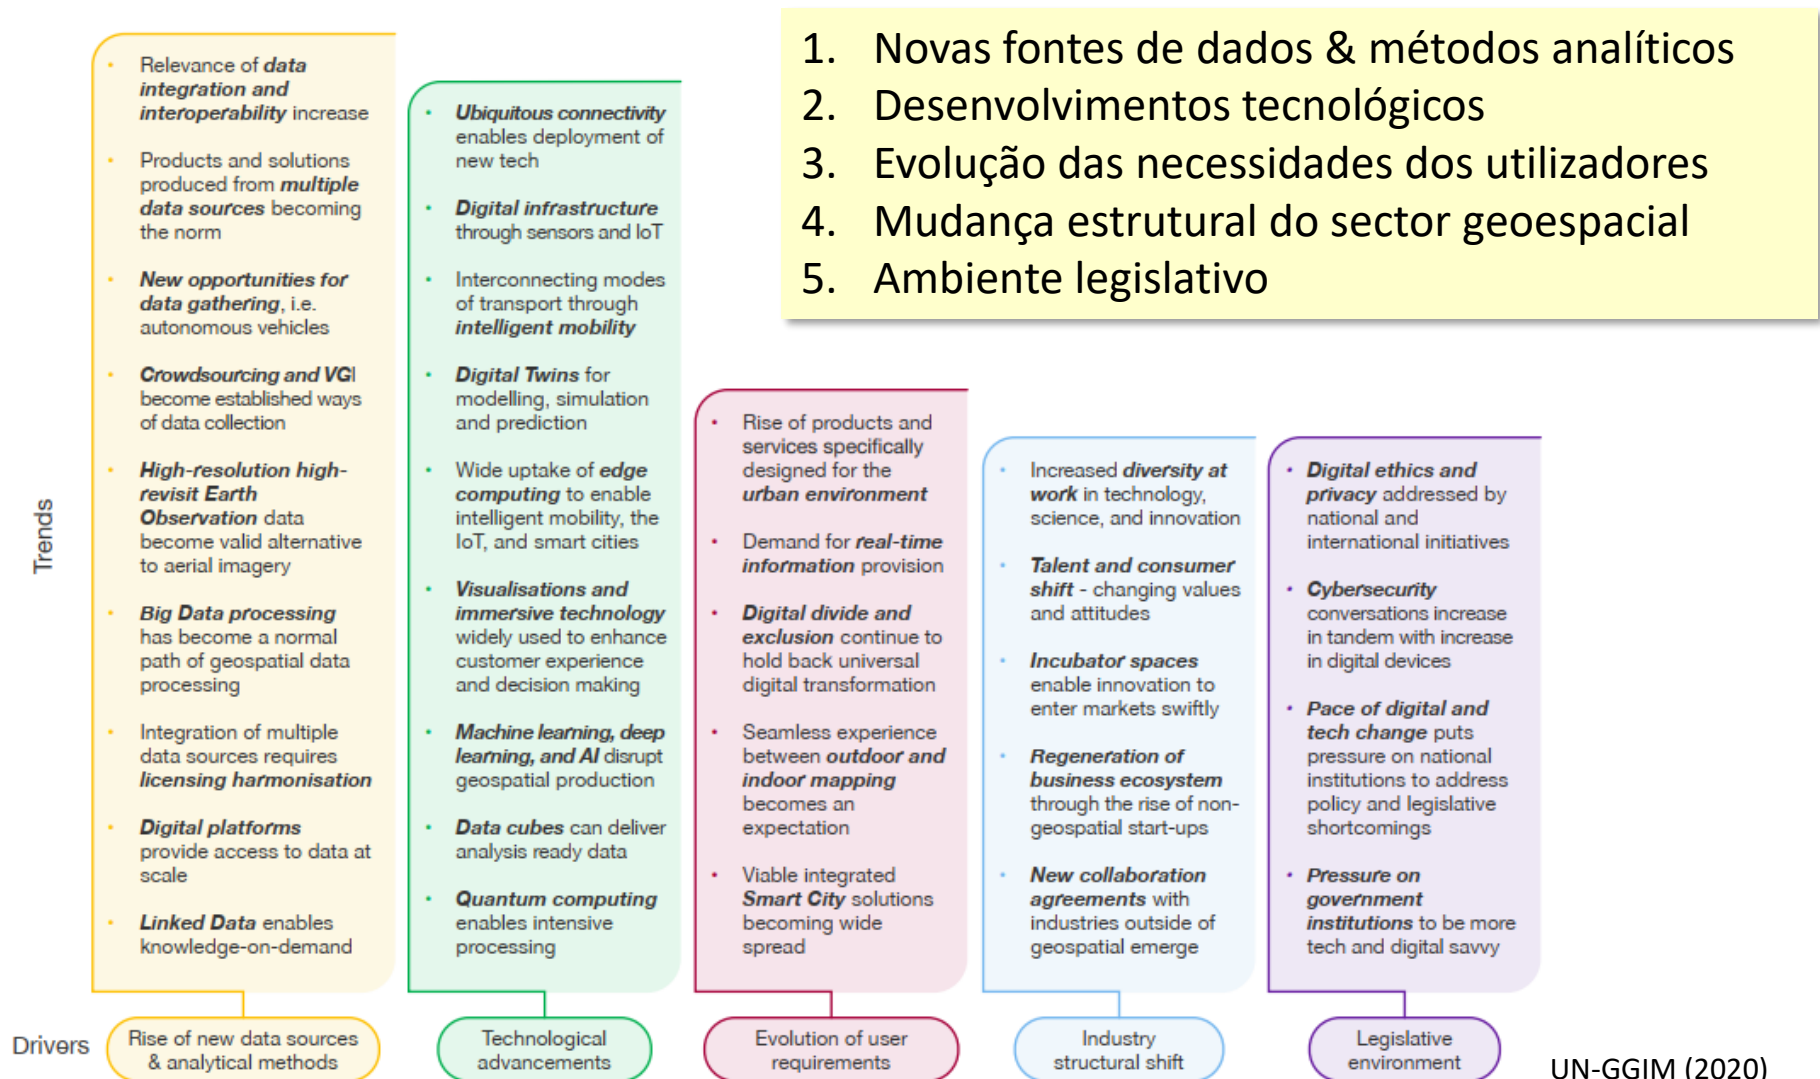 1. Novas fontes de dados & métodos analíticos
2. Desenvolvimentos tecnológicos
3. Evolução das necessidades dos utilizadores
4. Mudança estrutural do sector geoespacial
5. Ambiente legislativo
Trends
• Relevance of data
integration and
interoperability increase
• Products and solutions
produced from multiple
data sources becoming
the norm
• New opportunities for
data gathering, i.e.
autonomous vehicles
• Crowdsourcing and VGI
become established ways
of data collection
• High-resolution high-
revisit Earth
Observation data
become valid alternative
to aerial imagery
• Big Data processing
has become a normal
path of geospatial data
processing
• Integration of multiple
data sources requires
licensing harmonisation
• Digital platforms
provide access to data at
scale
• Linked Data enables
knowledge-on-demand
• Ubiquitous connectivity
enables deployment of
new tech
• Digital infrastructure
through sensors and IoT
• Interconnecting modes
of transport through
intelligent mobility
• Digital Twins for
modelling, simulation
and prediction
• Wide uptake of edge
computing to enable
intelligent mobility, the
IoT, and smart cities
• Visualisations and
immersive technology
widely used to enhance
customer experience
and decision making
• Machine learning, deep
learning, and AI disrupt
geospatial production
• Data cubes can deliver
analysis ready data
• Quantum computing
enables intensive
processing
• Rise of products and
services specifically
designed for the
urban environment
• Demand for real-time
information provision
• Digital divide and
exclusion continue to
hold back universal
digital transformation
• Seamless experience
between outdoor and
indoor mapping
becomes an
expectation
• Viable integrated
Smart City solutions
becoming wide
spread
• Increased diversity at
work in technology,
science, and innovation
• Talent and consumer
shift - changing values
and attitudes
• Incubator spaces
enable innovation to
enter markets swiftly
• Regeneration of
business ecosystem
through the rise of non-
geospatial start-ups
• New collaboration
agreements with
industries outside of
geospatial emerge
• Digital ethics and
privacy addressed by
national and
international initiatives
• Cybersecurity
conversations increase
in tandem with increase
in digital devices
• Pace of digital and
tech change puts
pressure on national
institutions to address
policy and legislative
shortcomings
• Pressure on
government
institutions to be more
tech and digital savvy
Drivers
Rise of new data sources
& analytical methods
Technological
advancements
Evolution of user
requirements
Industry
structural shift
Legislative
environment
UN-GGIM (2020)